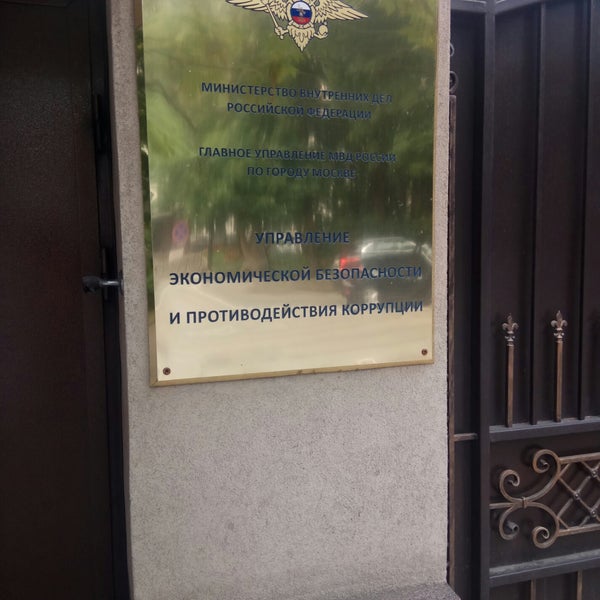 МИНИСТЕРСТВО ВНУТРЕННИХ ДЕЛ
РОССИЙСКОЙ ФЕДЕРАЦИИ
ГЛАВНОЕ УПРАВЛЕНИЕ МВД РОССИИ
ПО ГОРОДУ МОСКВЕ
УПРАВЛЕНИЕ
ЭКОНОМИЧЕСКОЙ БЕЗОПАСНОСТИ
И ПРОТИВОДЕЙСТВИЯ КОРРУПЦИИ